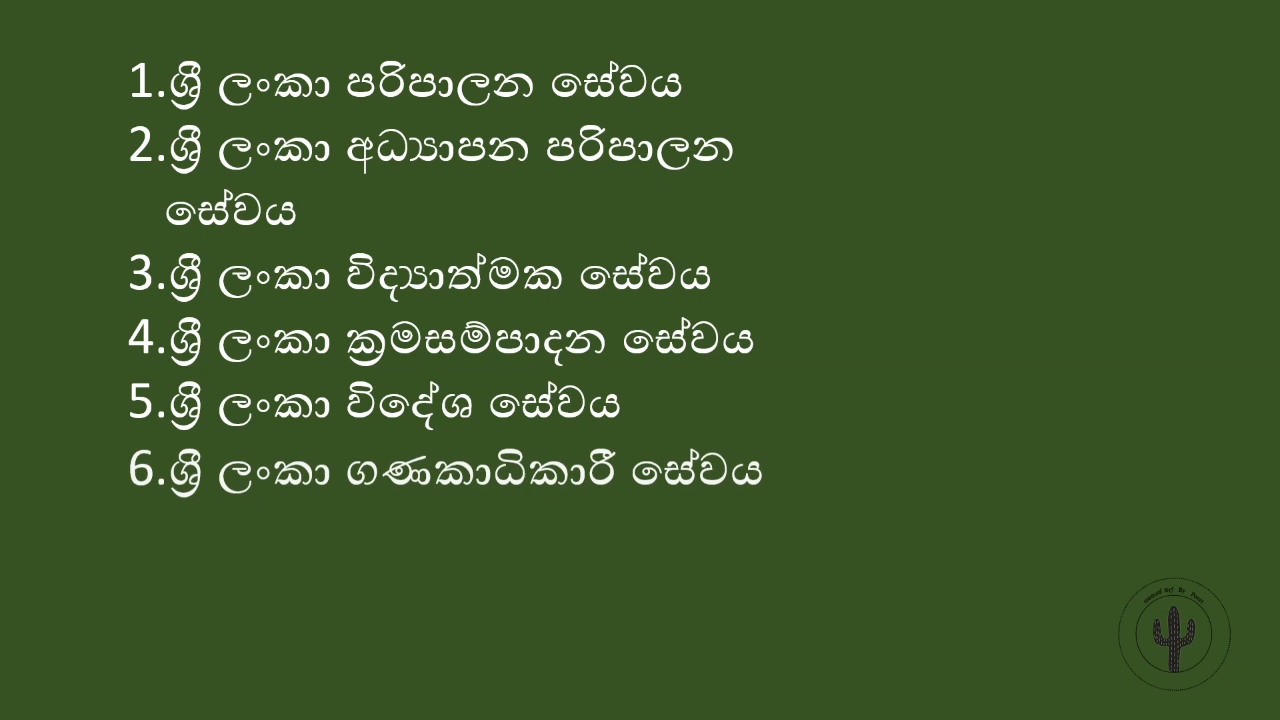 1.ශ්‍රී ලංකා පරිපාලන සේවය
2.ශ්‍රී ලංකා අධ්‍යාපන පරිපාලන
සේවය
3.ශ්‍රී ලංකා විද්‍යාත්මක සේවය
4.ශ්‍රී ලංකා ක්‍රමසම්පාදන සේවය
5.ශ්‍රී ලංකා විදේශ සේවය
6.ශ්‍රී ලංකා ගණකාධිකාරී සේවය